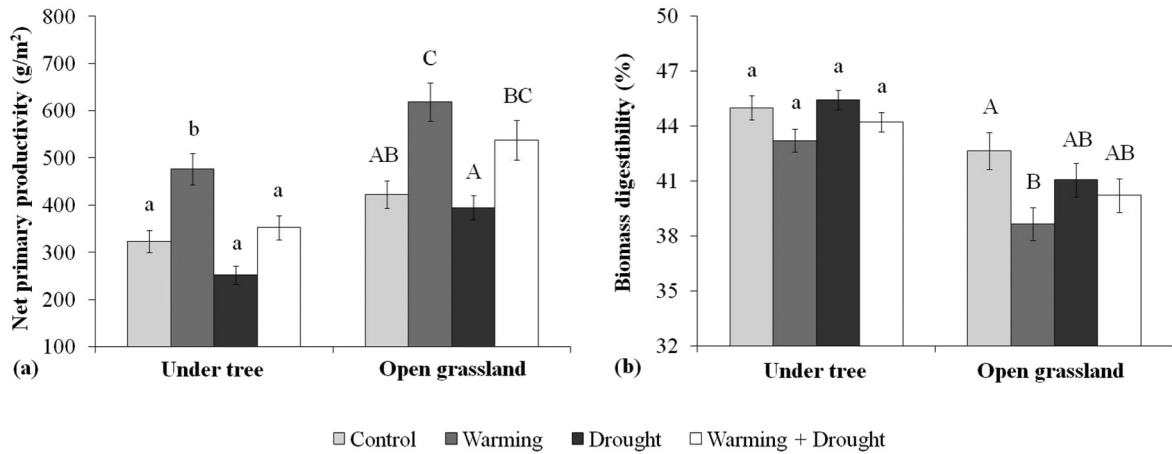 Net primary productivity (g/m²)
800
700
600
500
400
300
200
100
a
b
a
a
AB
C
A
BC
Under tree
Open grassland
(a)
Biomass digestibility (%)
50
47
44
41
38
35
32
a
a
a
a
A
B
AB
AB
Under tree
Open grassland
(b)
Control Warming Drought Warming + Drought